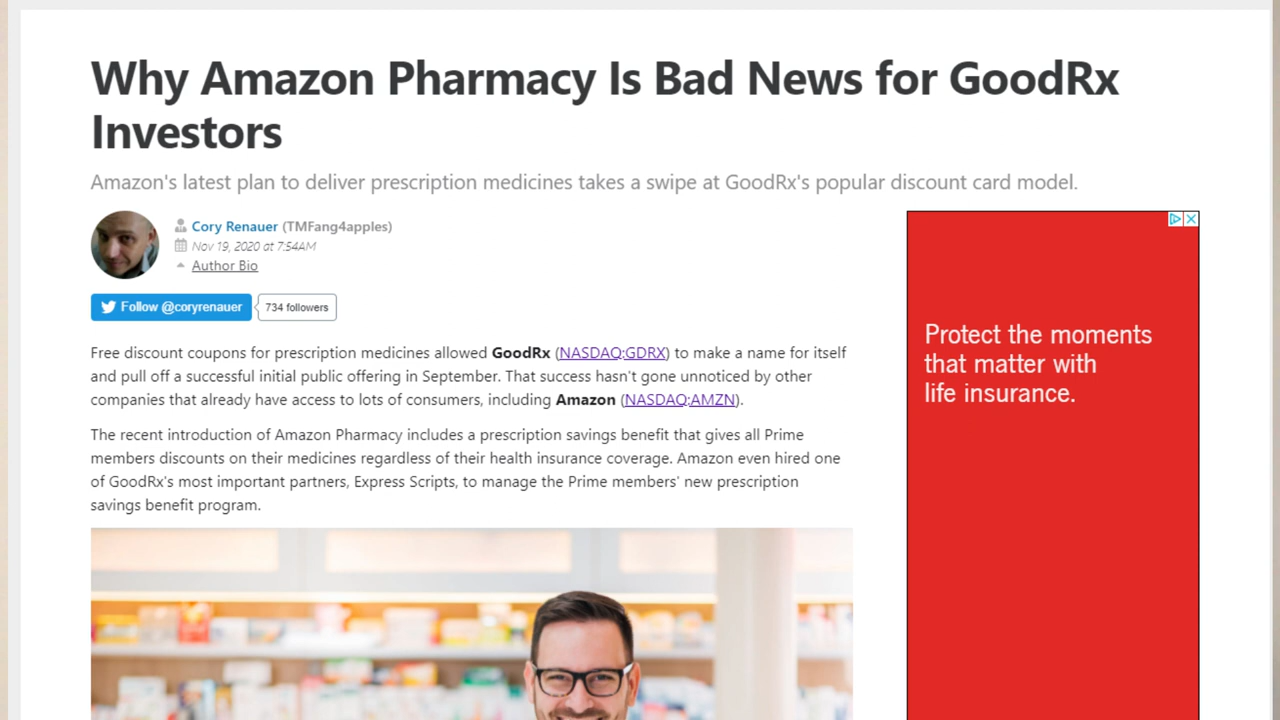 Why Amazon Pharmacy Is Bad News for GoodRx
Investors
Amazon's latest plan to deliver prescription medicines takes a swipe at GoodRx's popular discount card model.
Cory Renauer (TMFang4apples)
Nov 19, 2020 at 7:54AM
Author Bio
Follow @coryrenauer
734 followers
Free discount coupons for prescription medicines allowed GoodRx (NASDAQ:GDRX) to make a name for itself
and pull off a successful initial public offering in September. That success hasn't gone unnoticed by other
companies that already have access to lots of consumers, including Amazon (NASDAQ:AMZN).
The recent introduction of Amazon Pharmacy includes a prescription savings benefit that gives all Prime
members discounts on their medicines regardless of their health insurance coverage. Amazon even hired one
of GoodRx's most important partners, Express Scripts, to manage the Prime members' new prescription
savings benefit program.
Protect the moments
that matter with
life insurance.